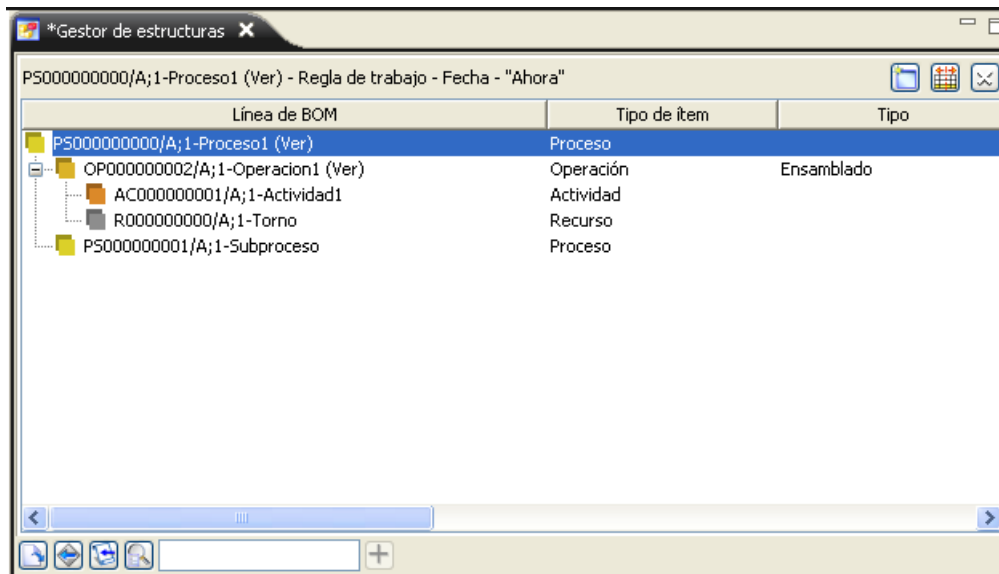 *Gestor de estructuras
PS000000000/A;1-Proceso1 (Ver) - Regla de trabajo - Fecha - "Ahora"
Línea de BOM Tipo de ítem Tipo
PS000000000/A;1-Proceso1 (Ver) Proceso
OP000000002/A;1-Operacion1 (Ver) Operación Ensamblado
AC000000001/A;1-Actividad1 Actividad
R000000000/A;1-Torno Recurso
PS000000001/A;1-Subproceso Proceso